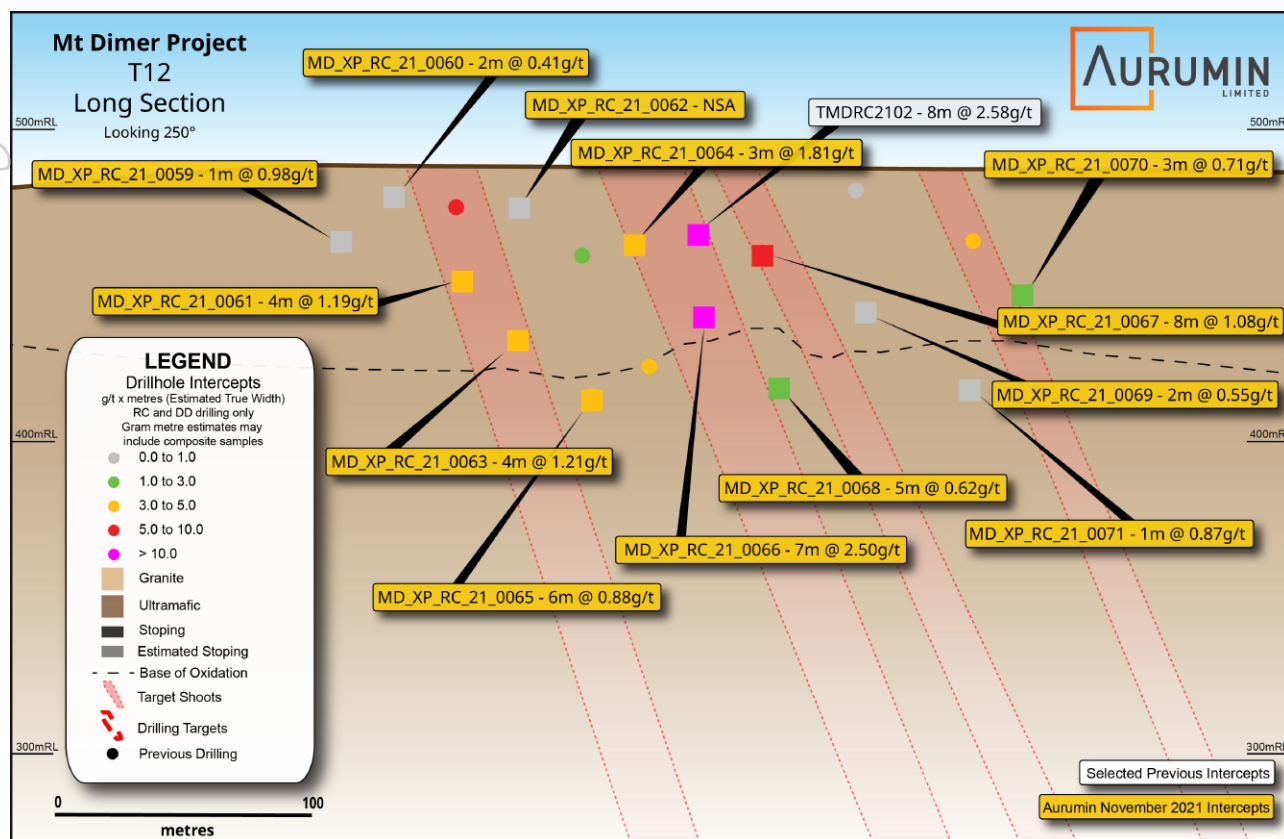 Mt Dimer Project
T12
Long Section
Looking 250°
AURUMIN
LIMITED
MD_XP_RC_21_0060 - 2m @ 0.41g/t
MD_XP_RC_21_0062 - NSA
TMDRC2102 - 8m @ 2.58g/t
500mRL
500mRL
MD_XP_RC_21_0064 - 3m @ 1.81g/t
MD_XP_RC_21_0070 - 3m @ 0.71g/t
MD_XP_RC_21_0059 - 1m @ 0.98g/t
MD_XP_RC_21_0061 - 4m @ 1.19g/t
MD_XP_RC_21_0067 - 8m @ 1.08g/t
MD_XP_RC_21_0069 - 2m @ 0.55g/t
400mRL
400mRL
MD_XP_RC_21_0063 - 4m @ 1.21g/t
MD_XP_RC_21_0068 - 5m @ 0.62g/t
MD_XP_RC_21_0071 - 1m @ 0.87g/t
MD_XP_RC_21_0066 - 7m @ 2.50g/t
MD_XP_RC_21_0065 - 6m @ 0.88g/t
LEGEND
Drillhole Intercepts
g/t x metres (Estimated True Width)
RC and DD drilling only
Gram metre estimates may
include composite samples
0.0 to 1.0
1.0 to 3.0
3.0 to 5.0
5.0 to 10.0
> 10.0
Granite
Ultramafic
Stoping
Estimated Stoping
Base of Oxidation
Target Shoots
Drilling Targets
Previous Drilling
300mRL
300mRL
Selected Previous Intercepts
Aurumin November 2021 Intercepts
0
100
metres